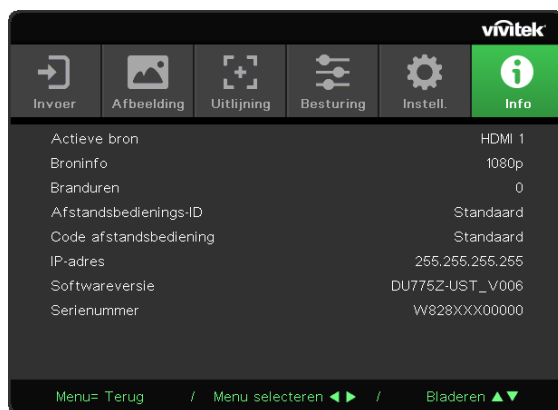 vivitek
Invoer Afbeelding Uitlijning Besturing Instell. Info
Actieve bron HDMI 1
Broninfo 1080p
Branduren 0
Afstandsbedienings-ID Standaard
Code afstandsbediening Standaard
IP-adres 255.255.255.255
Softwareversie DU775Z-UST_V006
Serienummer W828XXX00000
Menu= Terug / Menu selecteren ◀ ▶ / Bladeren ▲▼